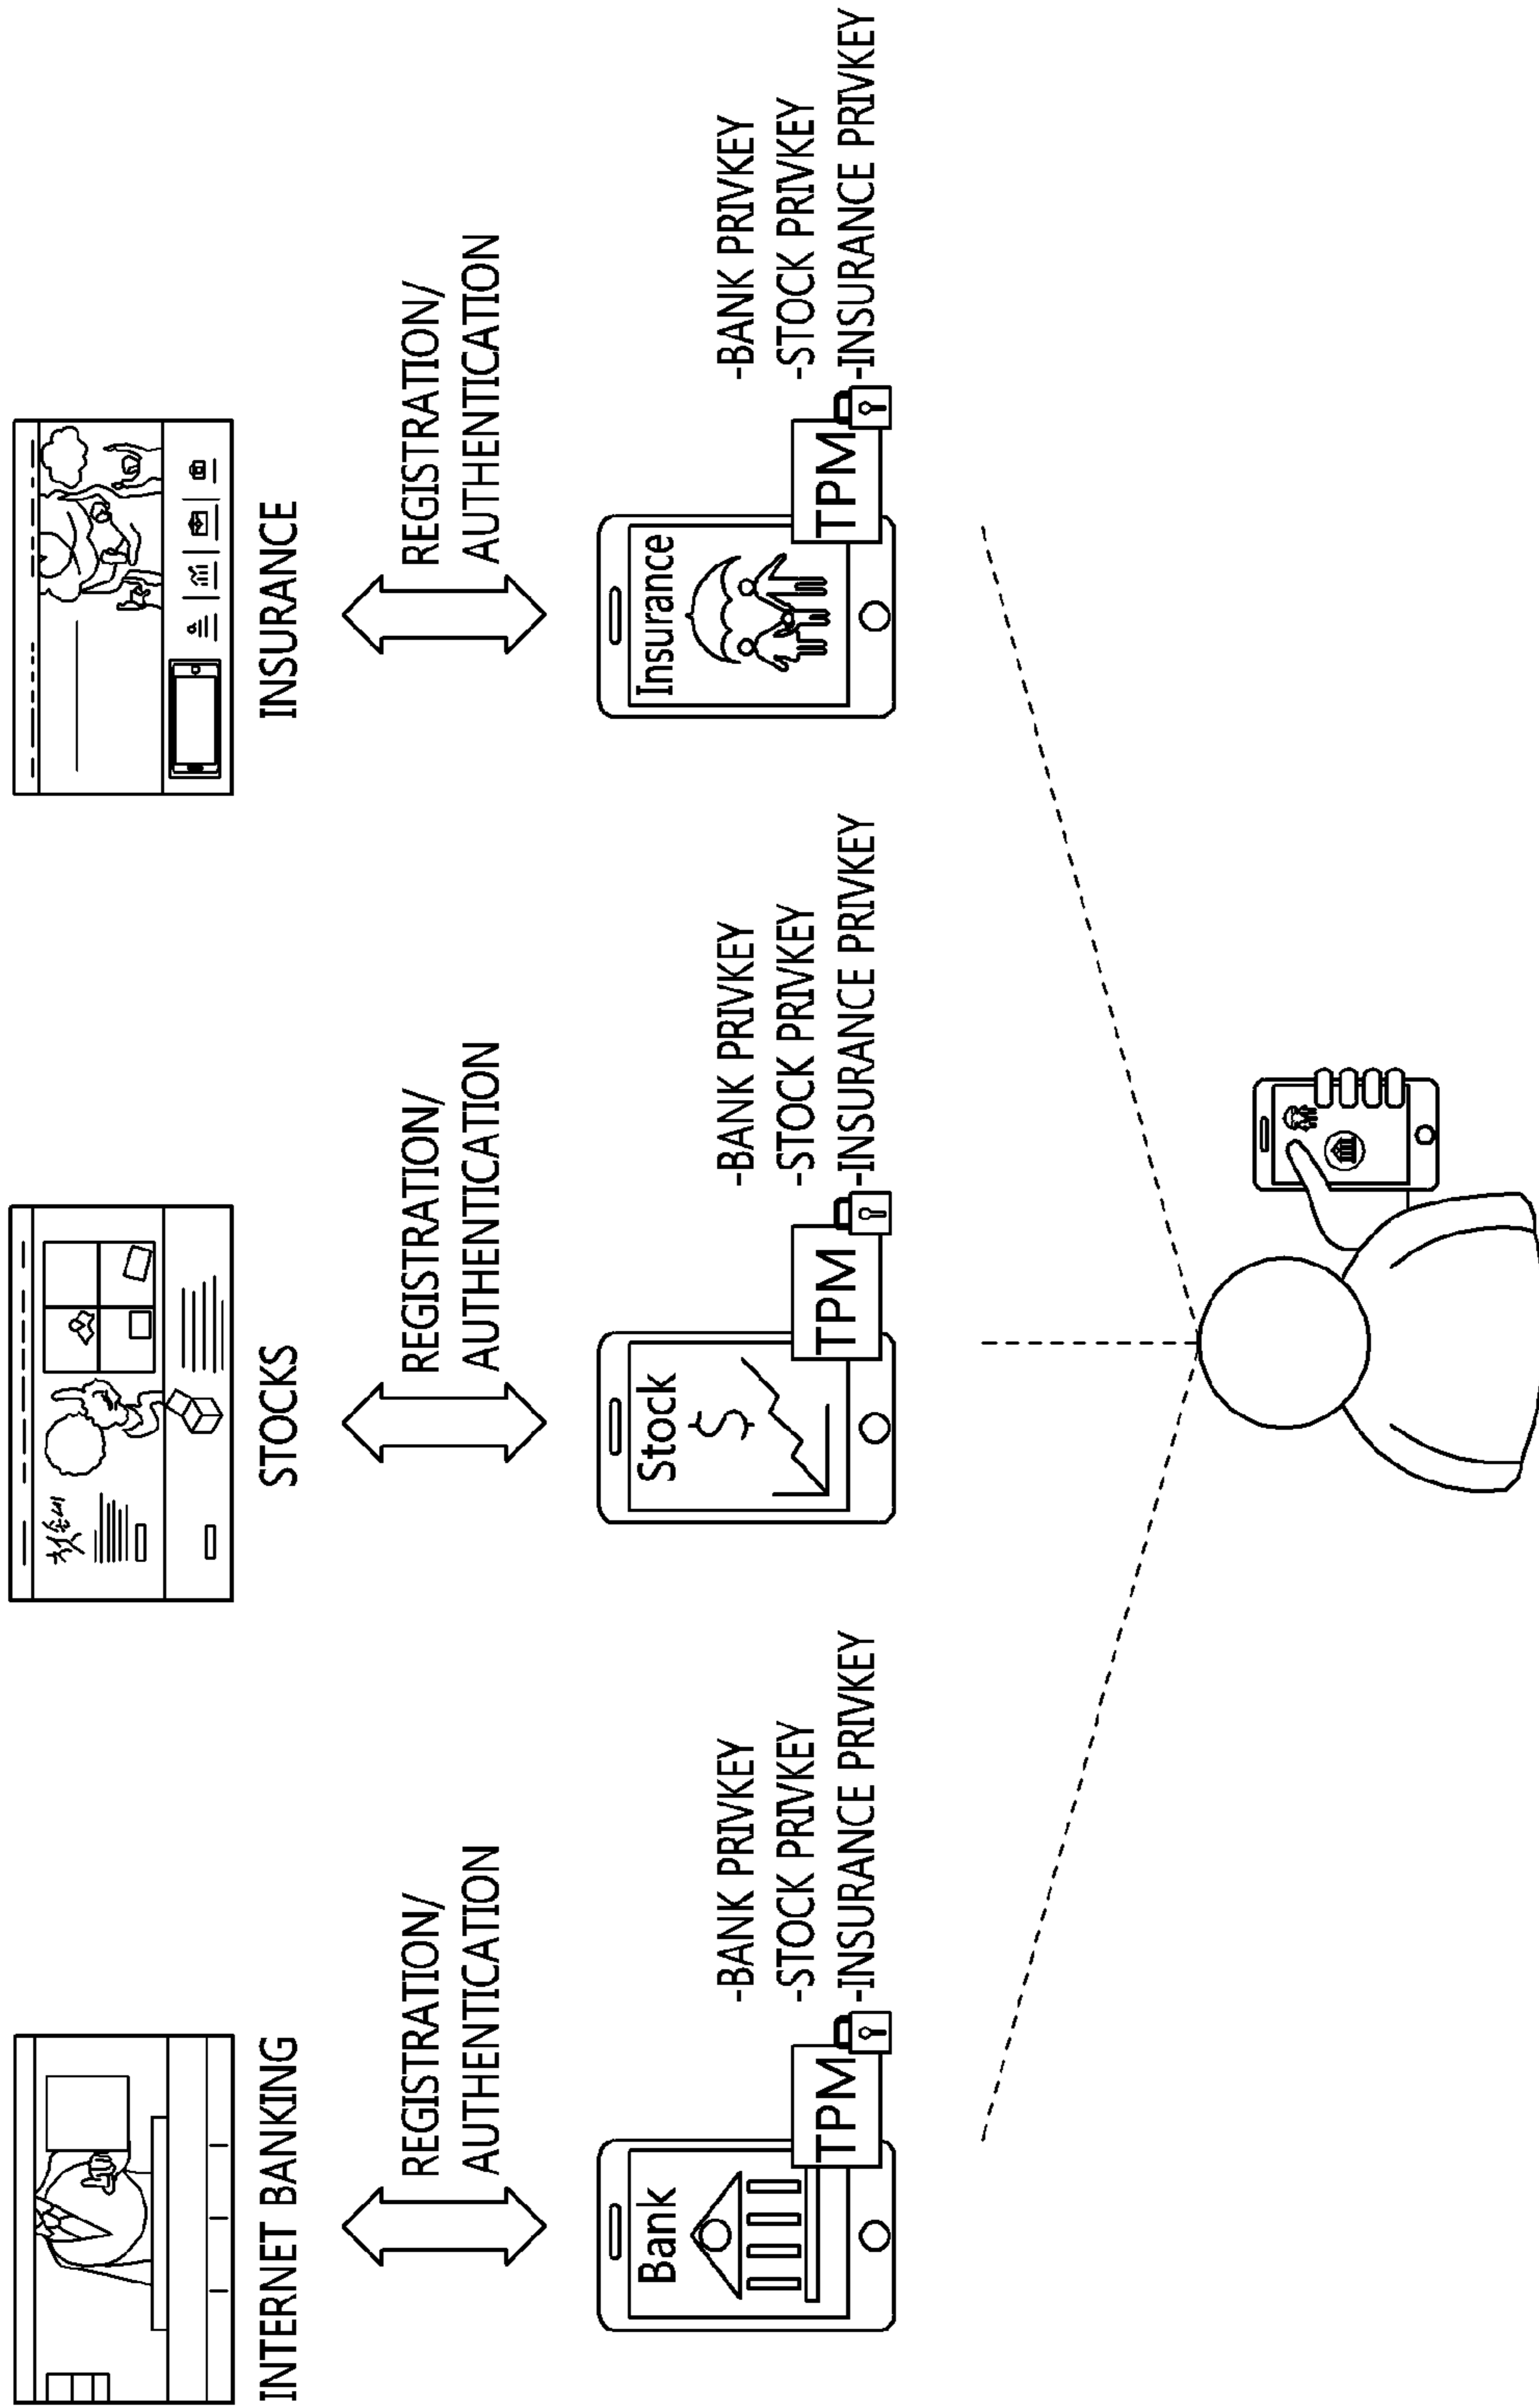 INTERNET BANKING
STOCKS
INSURANCE
REGISTRATION/
AUTHENTICATION
REGISTRATION/
AUTHENTICATION
REGISTRATION/
AUTHENTICATION
Bank
TPM
-BANK PRIVKEY
-STOCK PRIVKEY
-INSURANCE PRIVKEY
Stock
$
TPM
-BANK PRIVKEY
-STOCK PRIVKEY
-INSURANCE PRIVKEY
Insurance
TPM
-BANK PRIVKEY
-STOCK PRIVKEY
-INSURANCE PRIVKEY